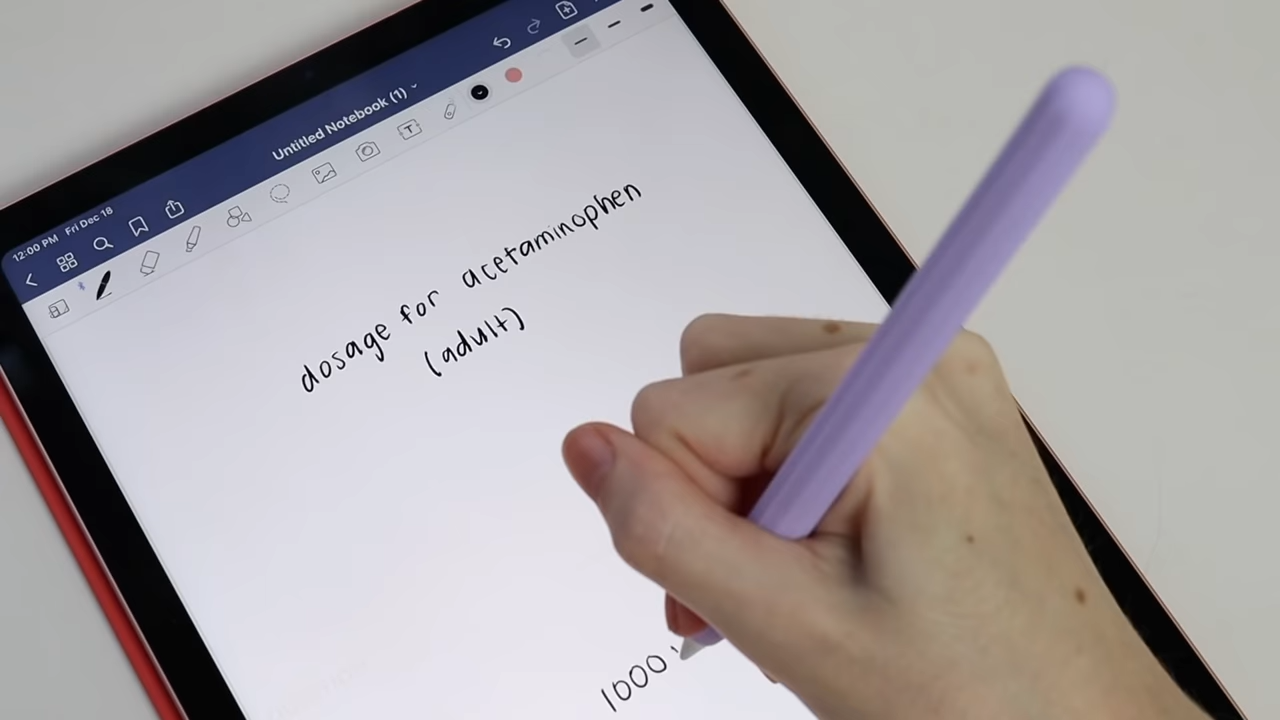 12:00 PM Fri Dec 18
Untitled Notebook (1)
T
dosage for acetaminophen
(adult)
1000